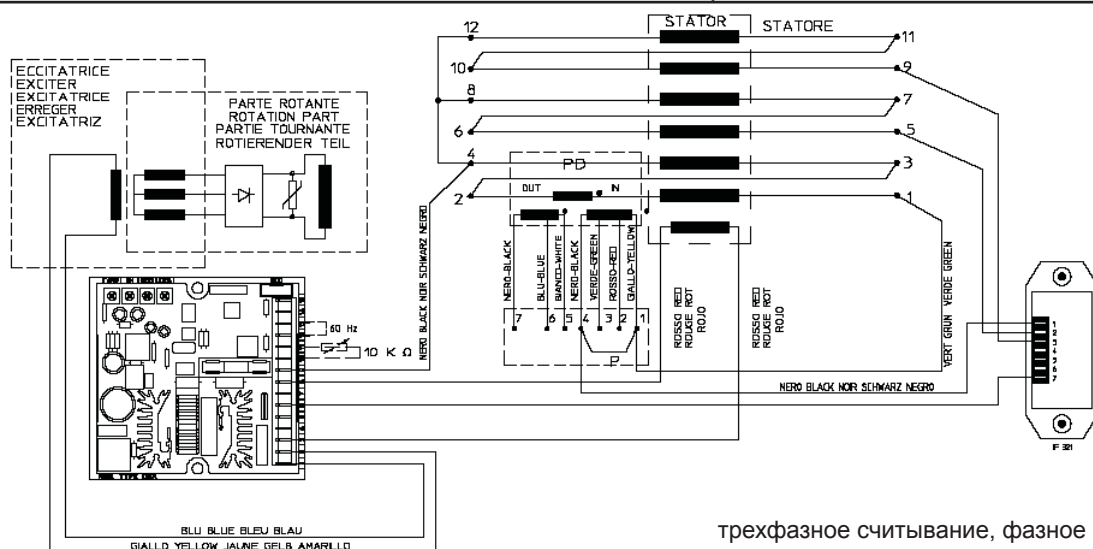 STATOR
STATORE
12
11
10
9
8
7
6
5
4
3
2
1
ECCITATRICE
EXCITER
EXCITATRICE
ERREGER
EXCITATRIZ
PARTE ROTANTE
ROTATION PART
PARTIE TOURNANTE
ROTIERENDER TEIL
PD
OUT
IN
NERO-BLACK
BLU-BLUE
BIANCO-WHITE
NERO-BLACK
VERDE-GREEN
ROSSO-RED
GIALLO-YELLOW
7
6
5
4
3
2
1
P
NERO BLACK NOIR SCHWARZ NEGRO
ROSSO RED
ROUGE ROT
ROJO
ROSSO RED
ROUGE ROT
ROJO
VERT GRUN VERDE GREEN
60 Hz
10 K Ω
NERO BLACK NOIR SCHWARZ NEGRO
1
2
3
4
5
6
7
IF 321
BLU BLUE BLEU BLAU
GIALLO YELLOW JAUNE GELB AMARILLO
трехфазное считывание, фазное